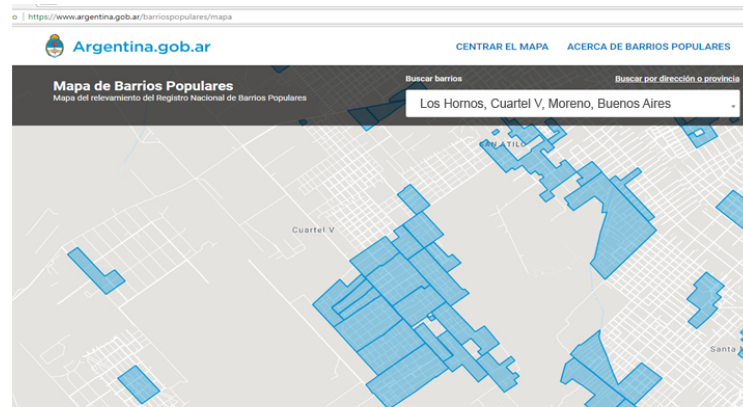 https://www.argentina.gob.ar/barriospopulares/mapa
Argentina.gob.ar
CENTRAR EL MAPA ACERCA DE BARRIOS POPULARES
Mapa de Barrios Populares
Mapa del relevamiento del Registro Nacional de Barrios Populares
Buscar barrios
Buscar por dirección o provincia
Los Hornos, Cuartel V, Moreno, Buenos Aires
Cuartel V
Santa